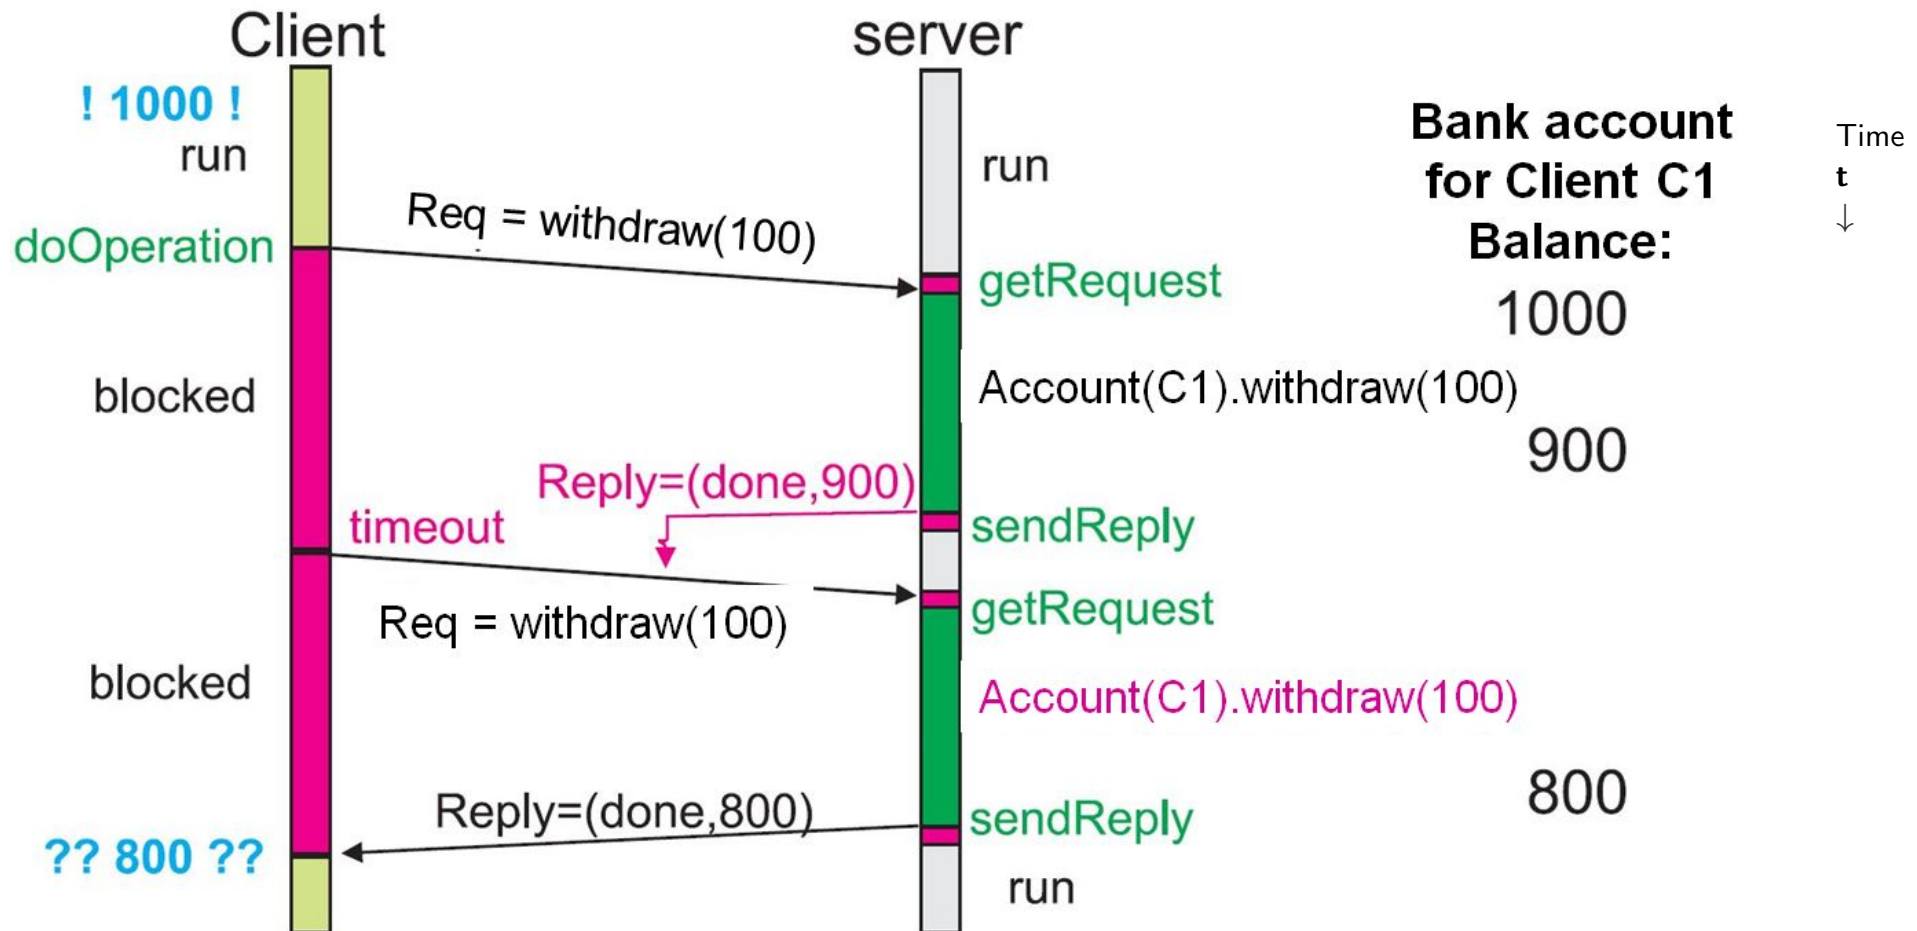 Client
server
! 1000 !
run
run
Bank account
for Client C1
Balance:
Time
t
↓
Req = withdraw(100)
doOperation
getRequest
1000
blocked
Account(C1).withdraw(100)
900
Reply=(done,900)
timeout
sendReply
Req = withdraw(100)
getRequest
blocked
Account(C1).withdraw(100)
800
Reply=(done,800)
sendReply
?? 800 ??
run